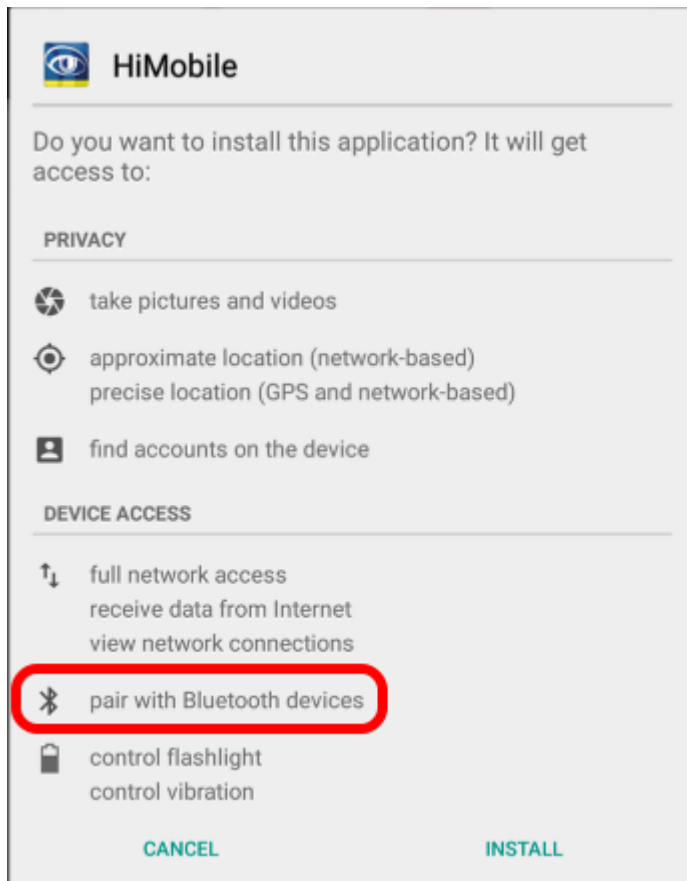 HiMobile
Do you want to install this application? It will get
access to:
PRIVACY
take pictures and videos
approximate location (network-based)
precise location (GPS and network-based)
find accounts on the device
DEVICE ACCESS
full network access
receive data from Internet
view network connections
pair with Bluetooth devices
control flashlight
control vibration
CANCEL INSTALL